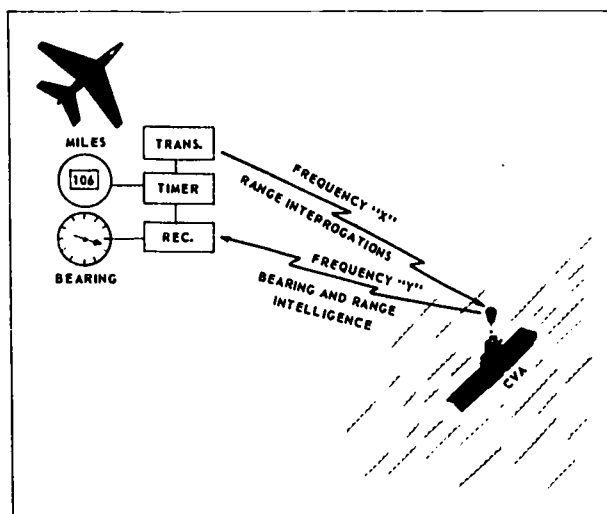 MILES
TRANS.
106
TIMER
REC.
BEARING
FREQUENCY "X"
RANGE INTERROGATIONS
FREQUENCY "Y"
BEARING AND RANGE
INTELLIGENCE
CVA